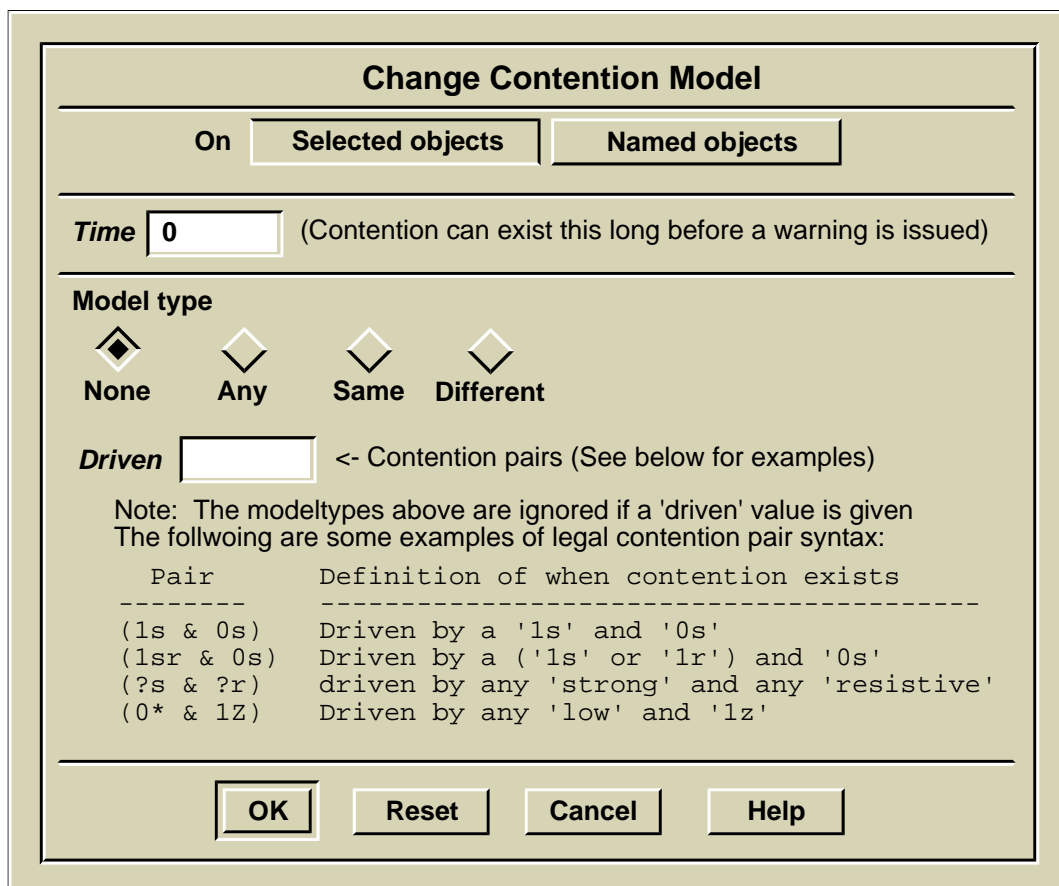 Change Contention Model
On Selected objects Named objects
Time 0 (Contention can exist this long before a warning is issued)
Model type
None Any Same Different
Driven <- Contention pairs (See below for examples)
Note: The modeltypes above are ignored if a 'driven' value is given
The follwoing are some examples of legal contention pair syntax:
Pair Definition of when contention exists
-------- -----------------------------------------
(1s & 0s) Driven by a '1s' and '0s'
(1sr & 0s) Driven by a ('1s' or '1r') and '0s'
(?s & ?r) driven by any 'strong' and any 'resistive'
(0* & 1Z) Driven by any 'low' and '1z'
OK Reset Cancel Help